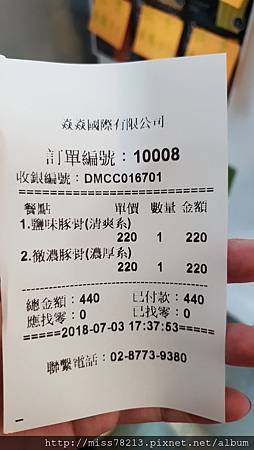 焱焱國際有限公司
訂單編號：10008
收銀編號：DMCC016701
==============================
餐點 單價 數量 金額
1.鹽味豚骨(清爽系)
220 1 220
2.徹濃豚骨(濃厚系)
220 1 220
------------------------------
總金額：440 已付款：440
應找零：0 已找零：0
=====2018-07-03 17:37:53=====
聯繫電話：02-8773-9380
http://miss78213.pixnet.net/album